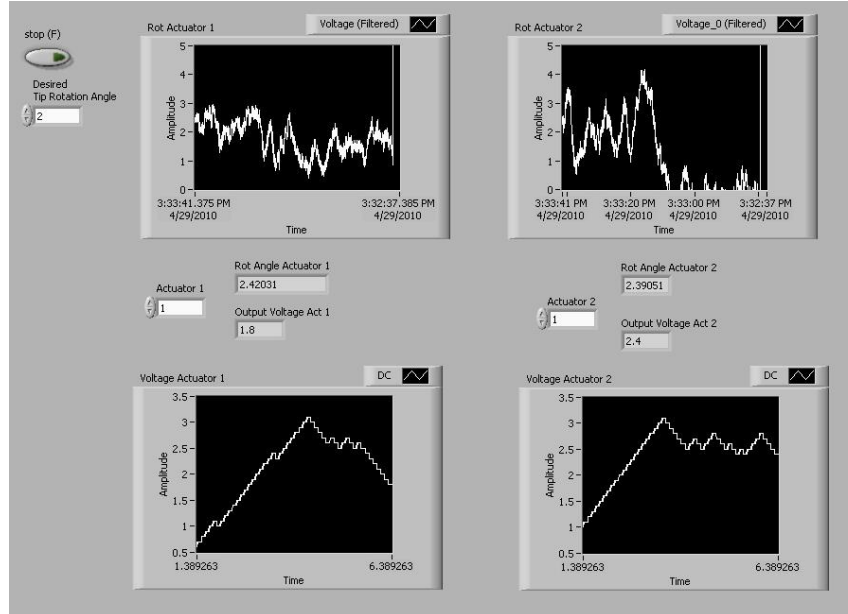 stop (F)
Desired
Tip Rotation Angle
2
Rot Actuator 1
Voltage (Filtered)
5
4
3
2
1
0
Amplitude
3:33:41.375 PM
4/29/2010
3:32:37.385 PM
4/29/2010
Time
Rot Actuator 2
Voltage_0 (Filtered)
5
4
3
2
1
0
Amplitude
3:33:41 PM
4/29/2010
3:33:20 PM
4/29/2010
3:33:00 PM
4/29/2010
3:32:37 PM
4/29/2010
Time
Actuator 1
1
Rot Angle Actuator 1
2.42031
Output Voltage Act 1
1.8
Actuator 2
1
Rot Angle Actuator 2
2.39051
Output Voltage Act 2
2.4
Voltage Actuator 1
DC
3.5
3
2.5
2
1.5
1
0.5
Amplitude
1.389263
6.389263
Time
Voltage Actuator 2
DC
3.5
3
2.5
2
1.5
1
0.5
Amplitude
1.389263
6.389263
Time